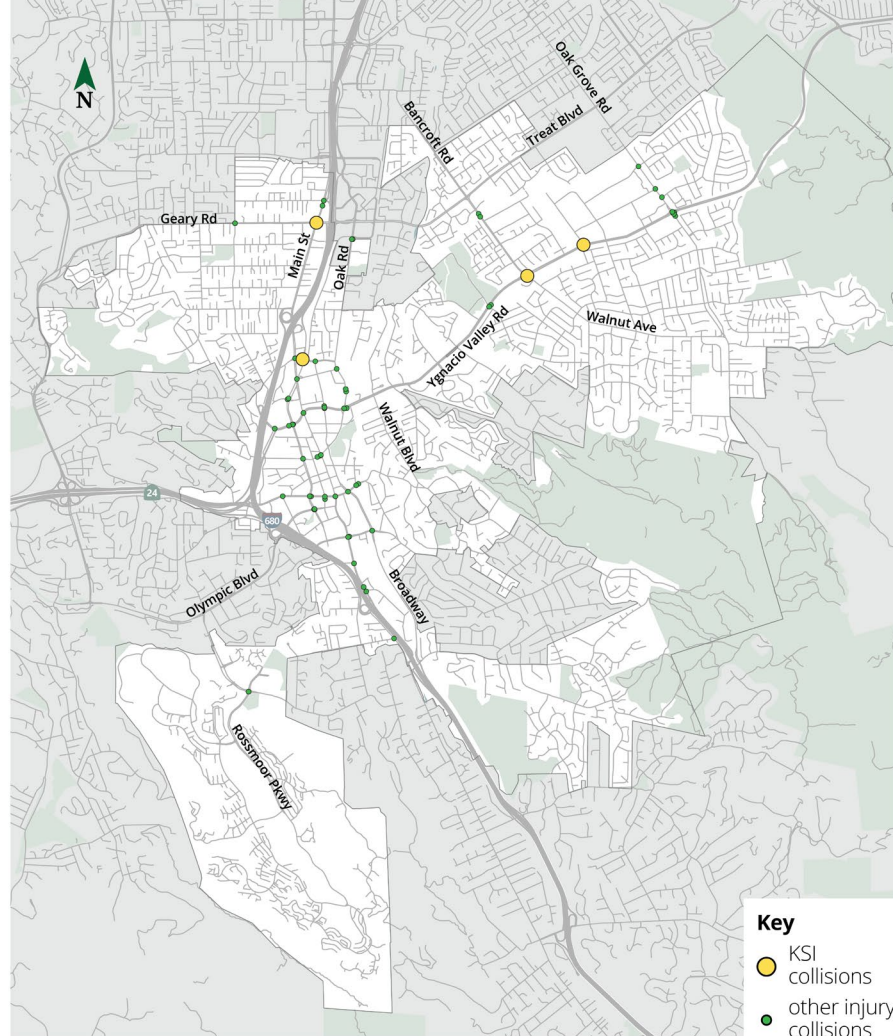 Oak Grove Rd
Bancroft Rd
Treat Blvd
N
Geary Rd
Main St
Oak Rd
Walnut Ave
Ygnacio Valley Rd
Walnut Blvd
24
680
Olympic Blvd
Broadway
Rossmoor Pkwy
Key
KSI
collisions
other injury
collisions